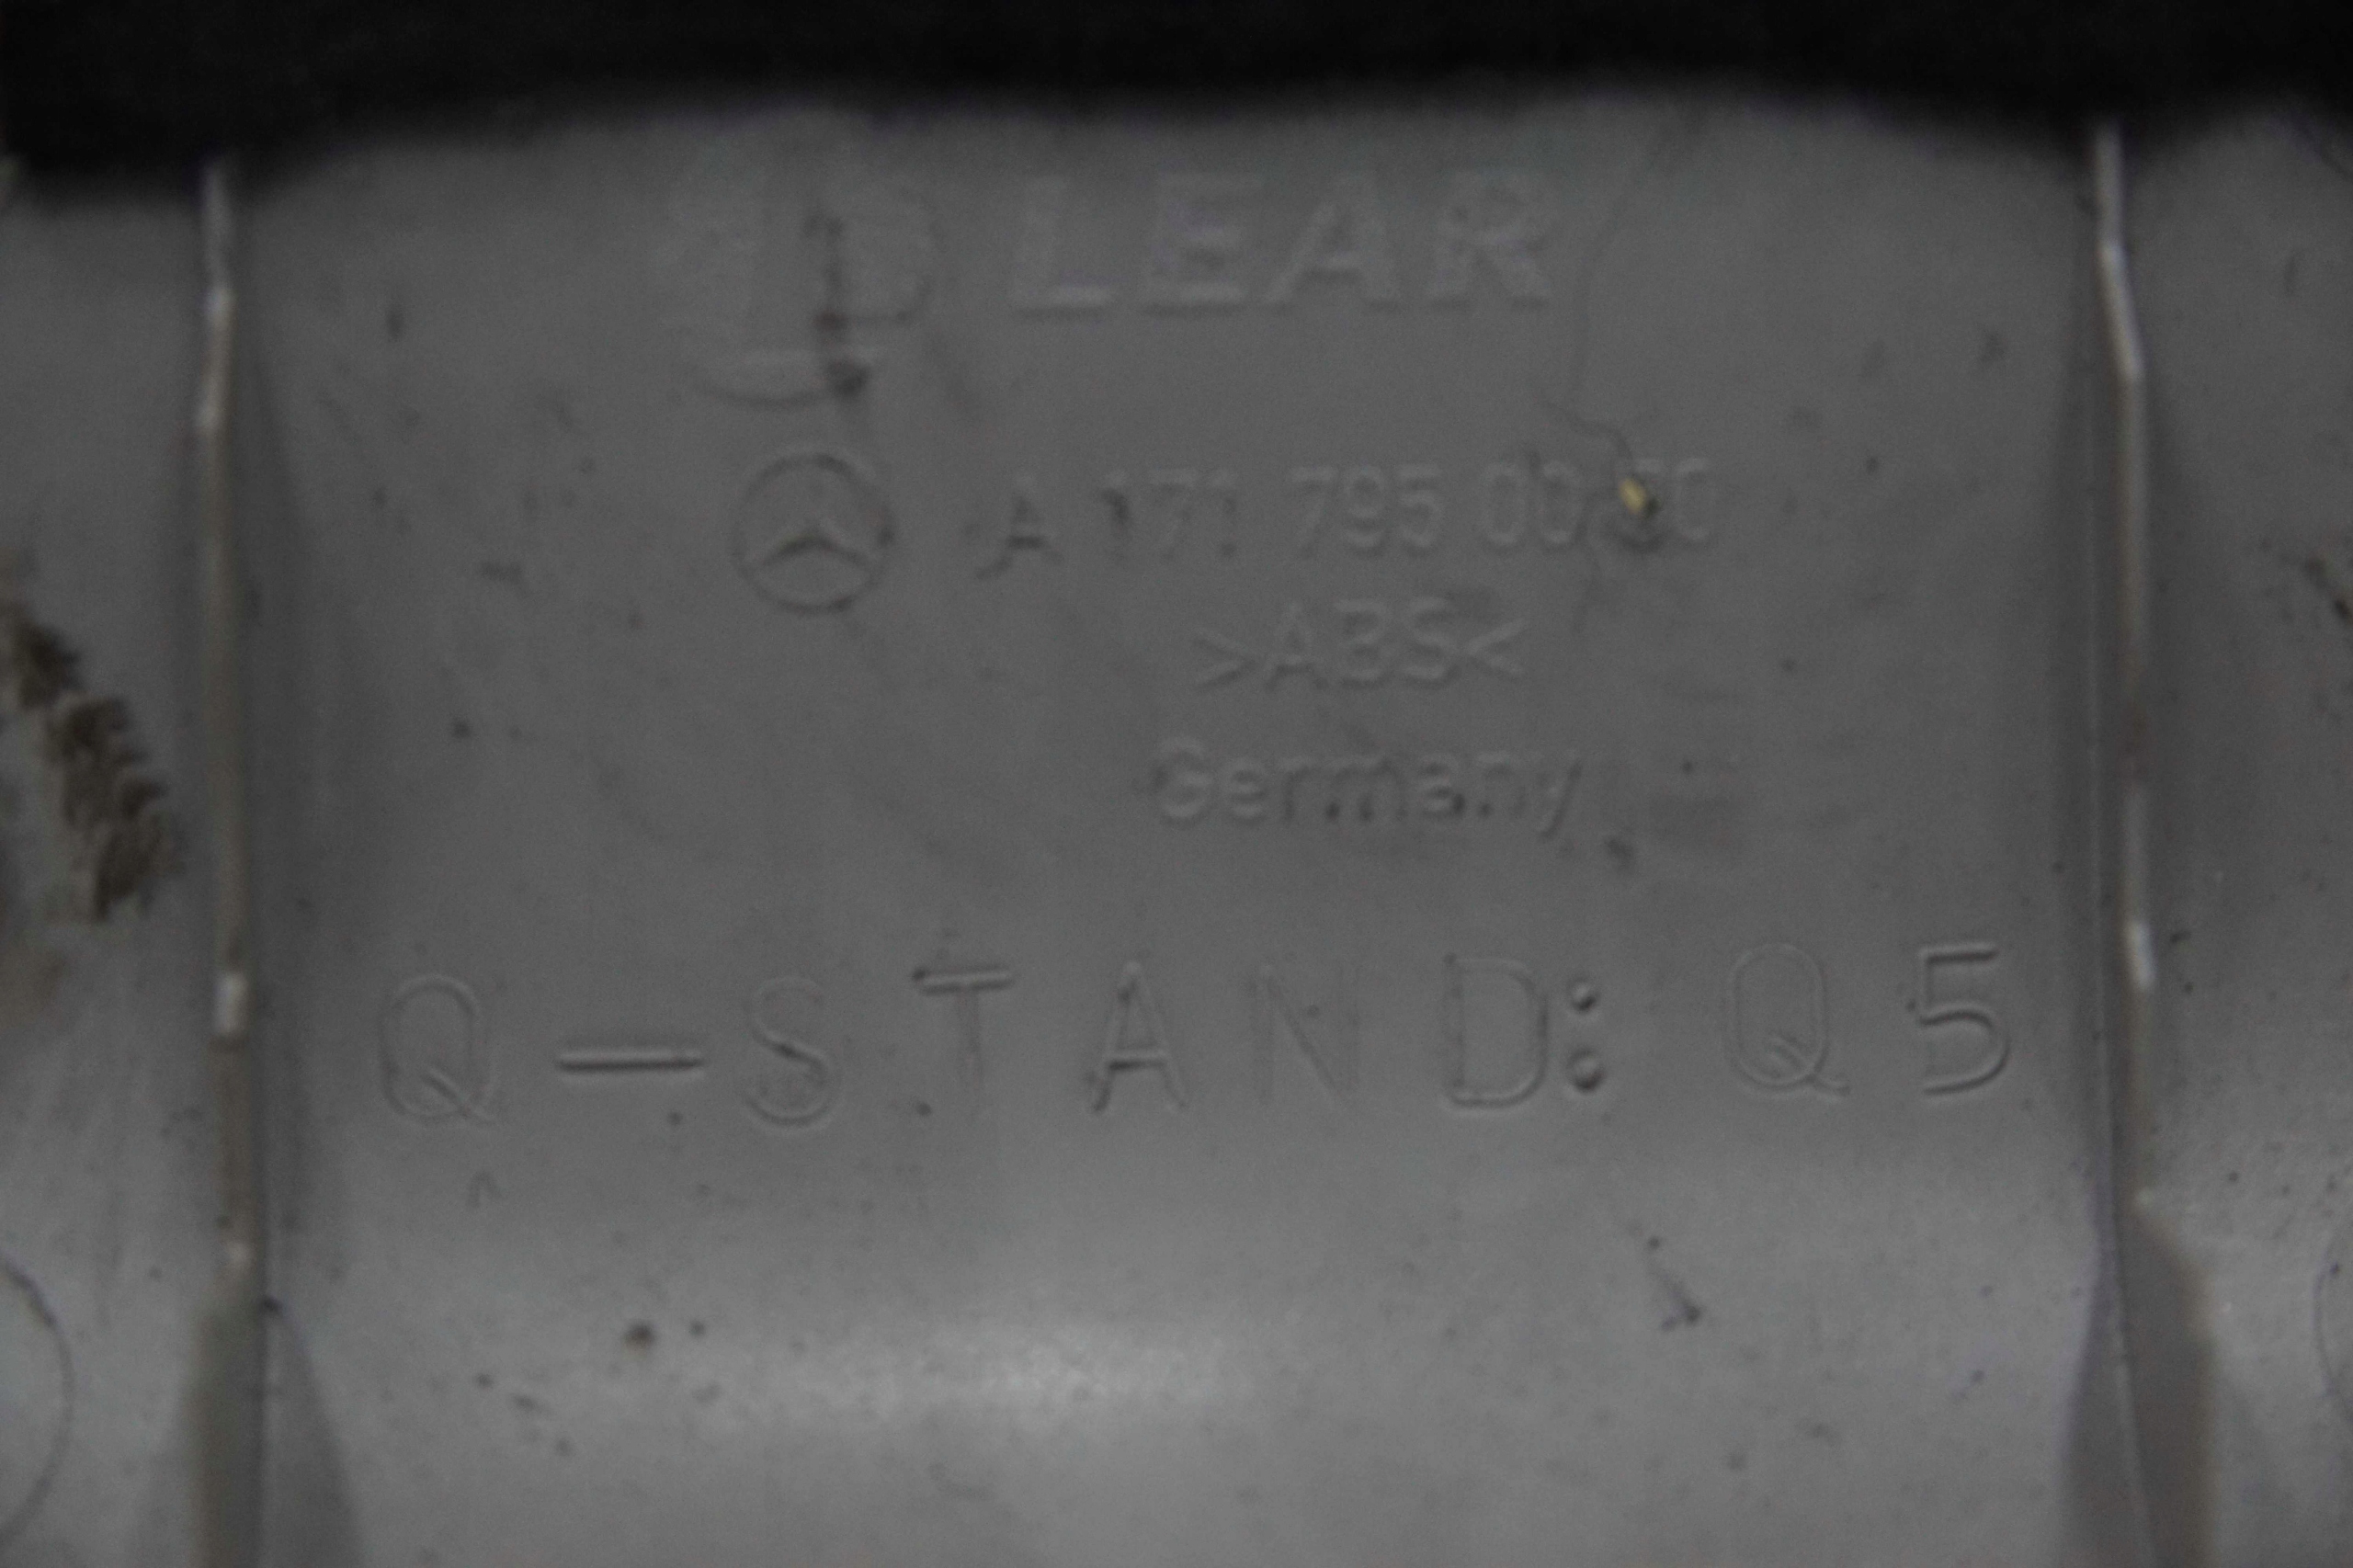 LEAR
A 171 795 00
>ABS<
Germany
Q-STAND: Q5